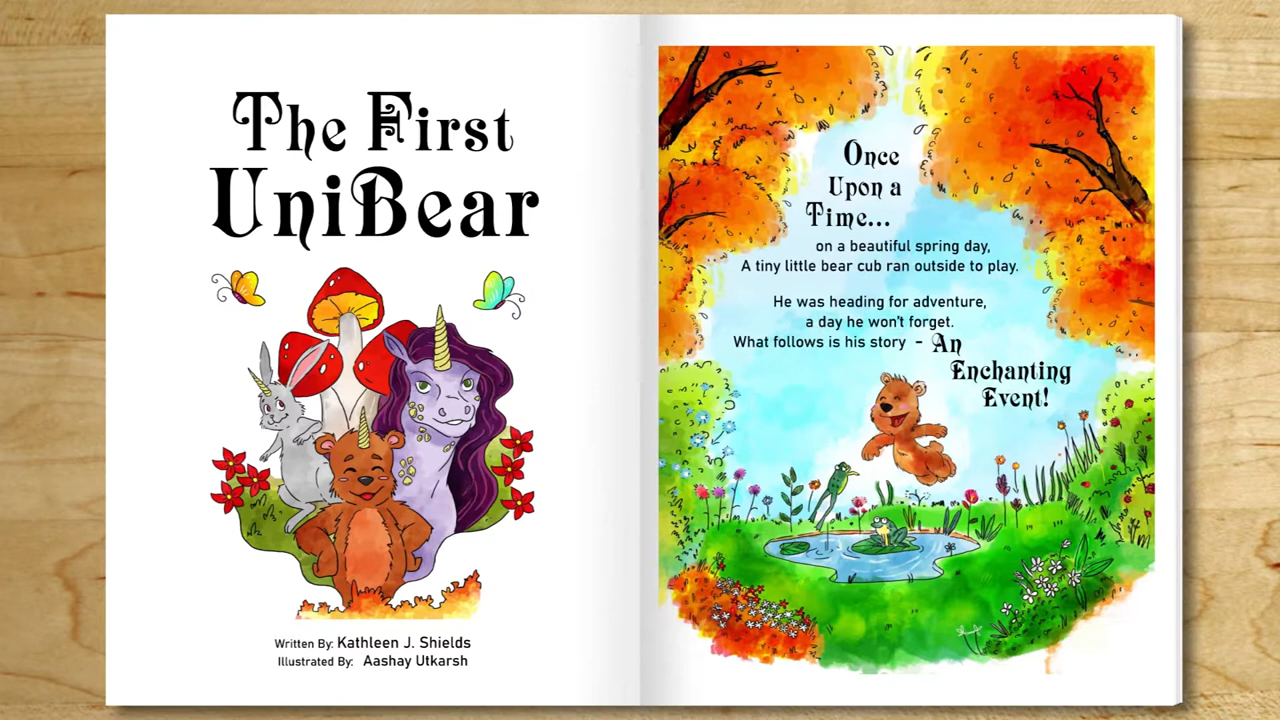 The First
UniBear
Written By: Kathleen J. Shields
Illustrated By: Aashay Utkarsh
Once
Upon a
Time...
on a beautiful spring day,
A tiny little bear cub ran outside to play.
He was heading for adventure,
a day he won't forget.
What follows is his story - An
Enchanting
Event!